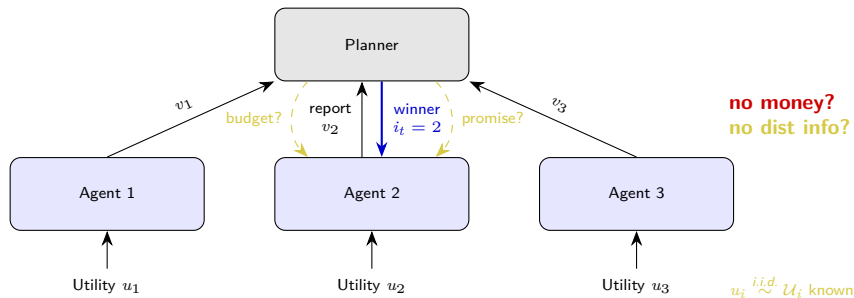 Planner
v₁
budget?
report
v₂
winner
iₜ = 2
promise?
v₃
no money?
no dist info?
Agent 1
Agent 2
Agent 3
Utility u₁
Utility u₂
Utility u₃
uᵢ i.i.d. ∼ 𝒰ᵢ known